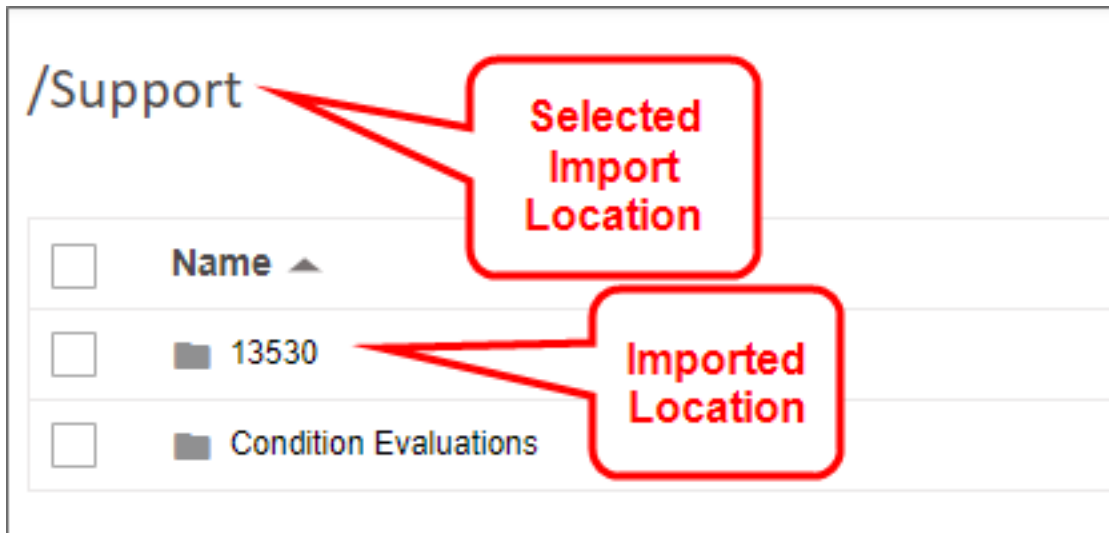 /Support
Selected
Import
Location
Name
13530
Imported
Location
Condition Evaluations